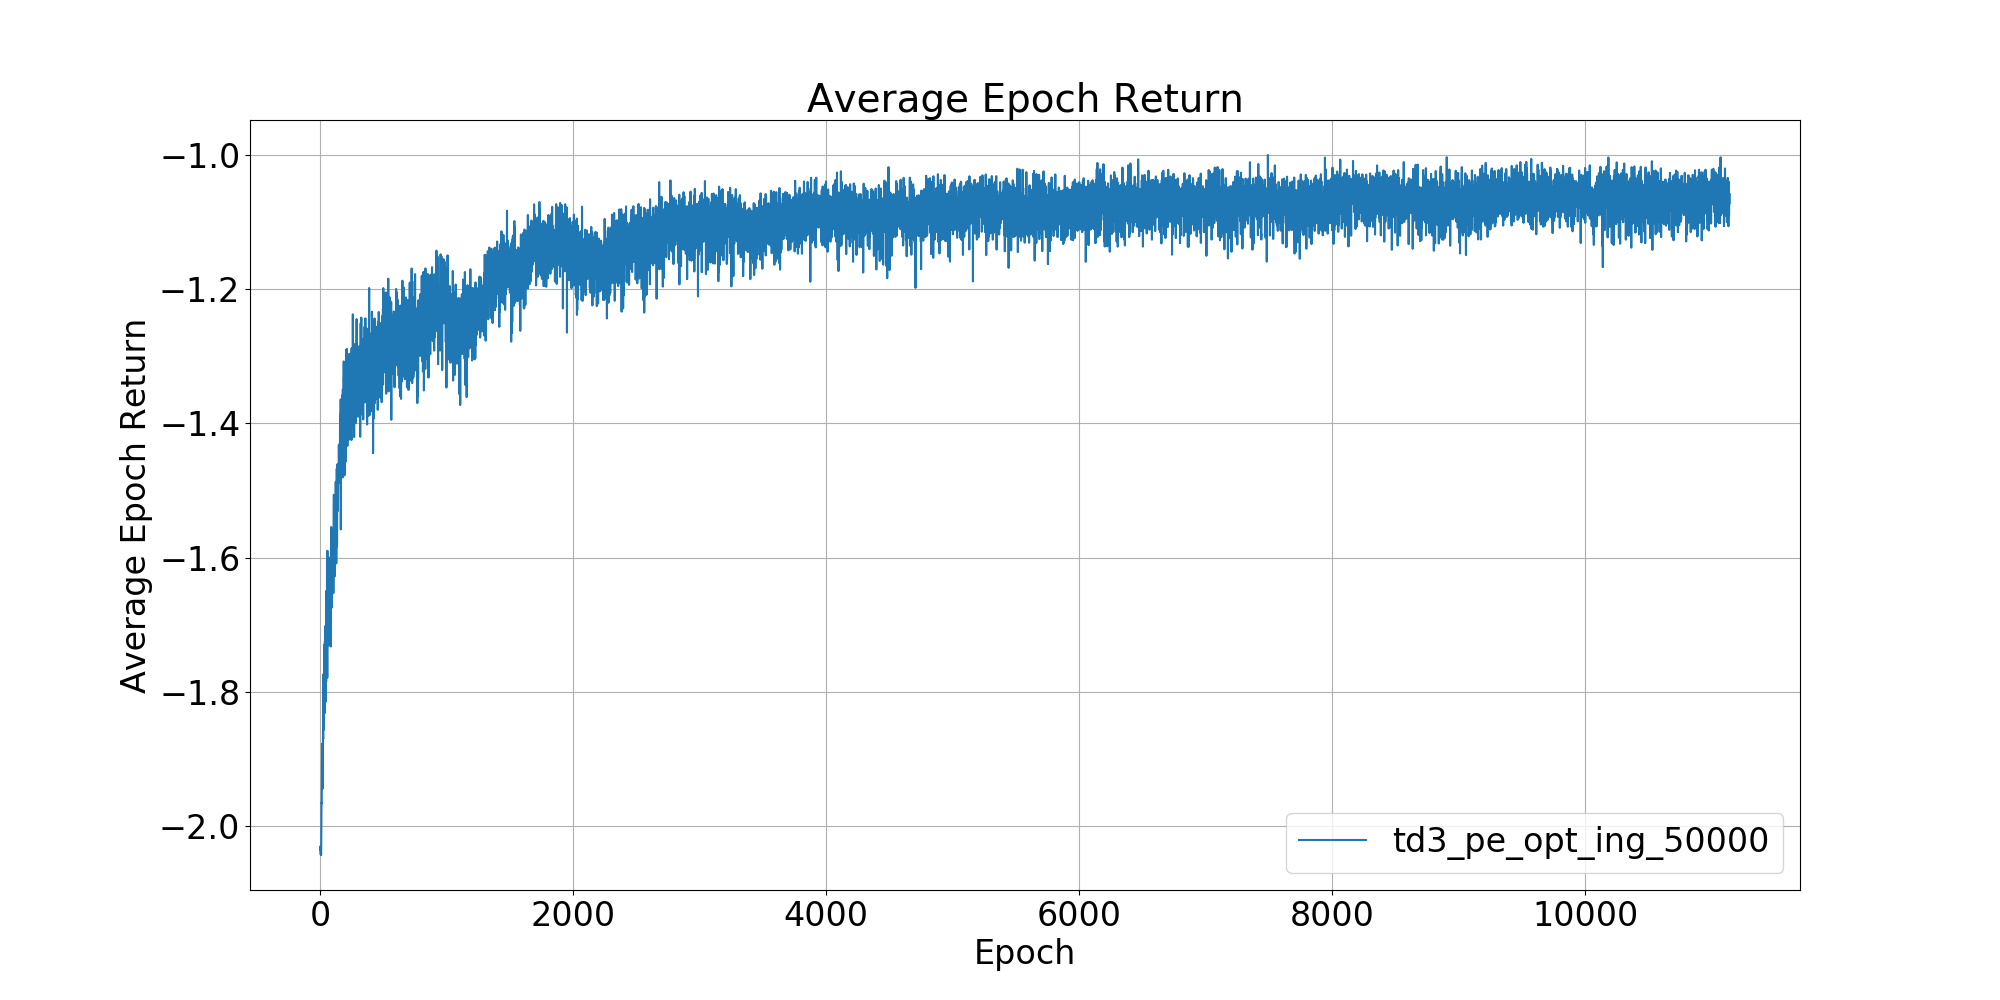 Average Epoch Return
Average Epoch Return
−1.0
−1.2
−1.4
−1.6
−1.8
−2.0
0 2000 4000 6000 8000 10000
Epoch
td3_pe_opt_ing_50000